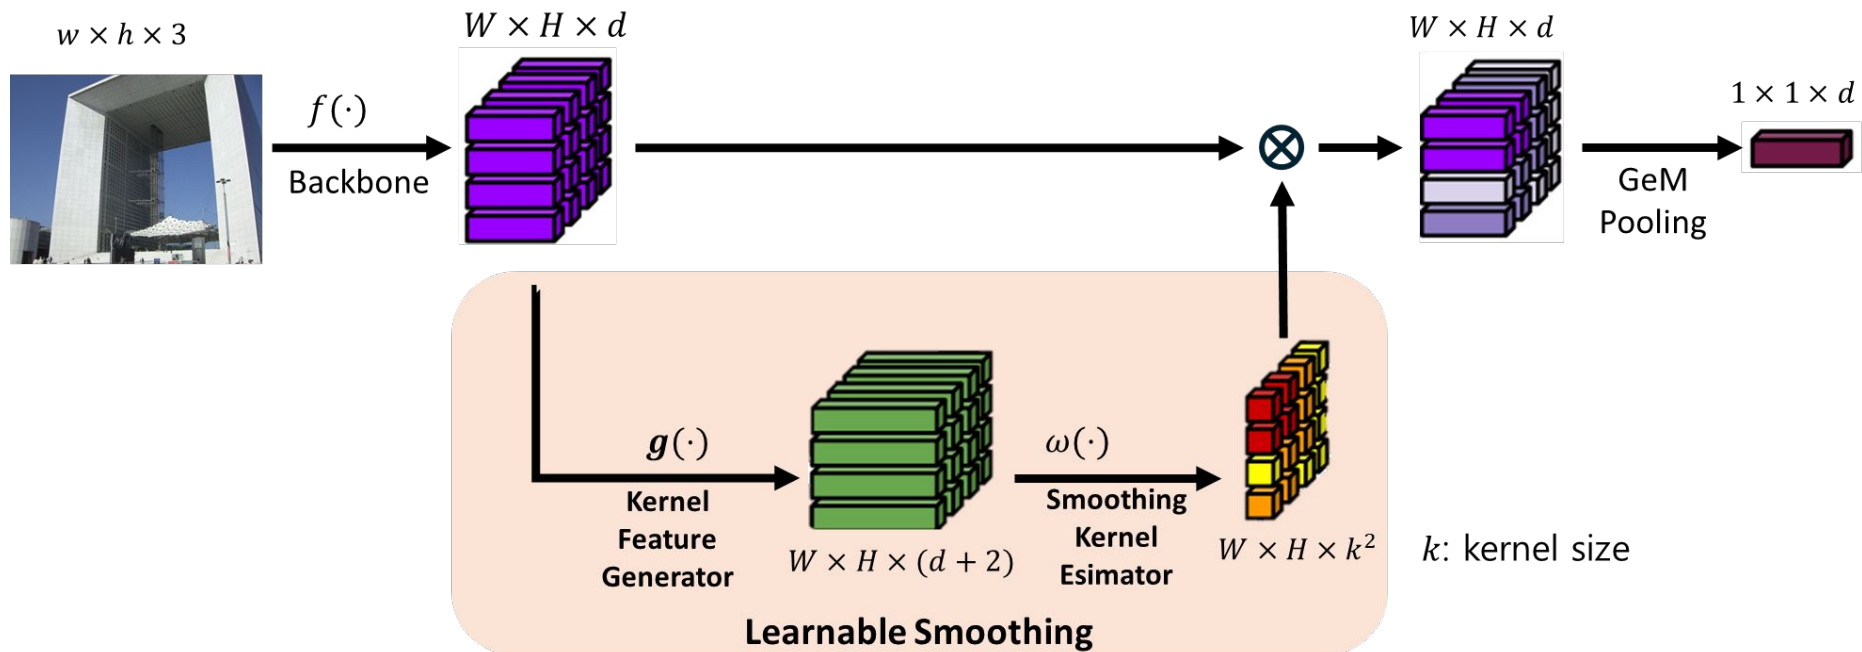 w × h × 3
f(·)
Backbone
W × H × d
W × H × d
GeM
Pooling
1 × 1 × d
g(·)
Kernel
Feature
Generator
W × H × (d + 2)
ω(·)
Smoothing
Kernel
Esimator
W × H × k²
k: kernel size
Learnable Smoothing